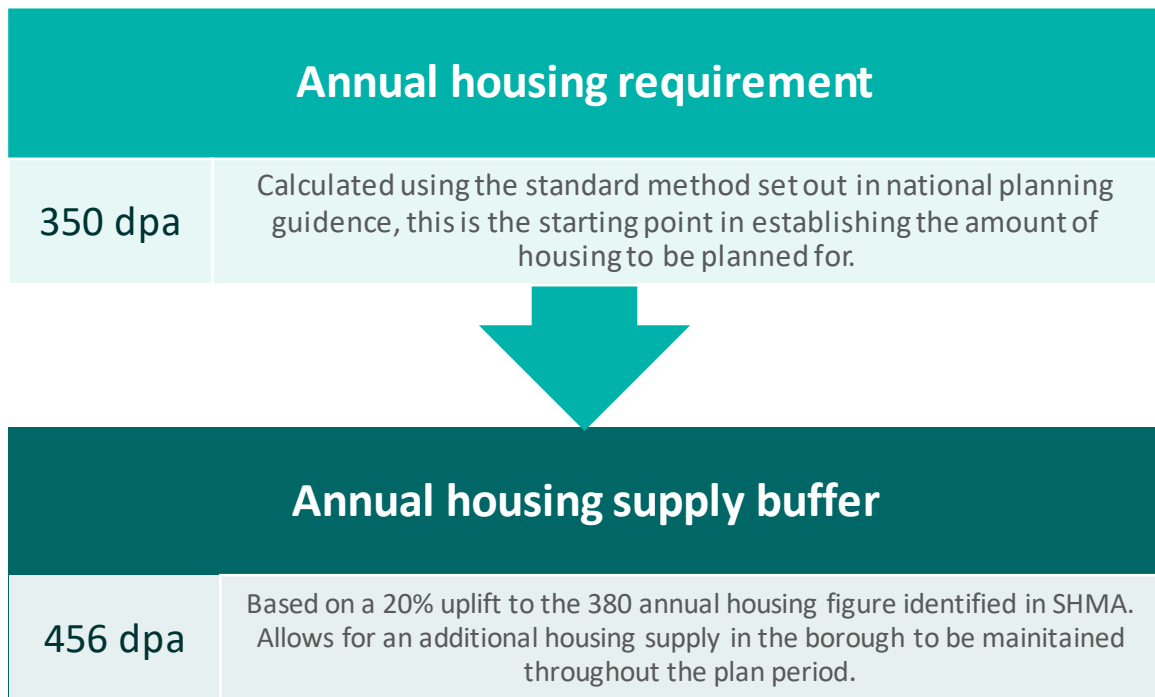 Annual housing requirement
350 dpa
Calculated using the standard method set out in national planning
guidence, this is the starting point in establishing the amount of
housing to be planned for.
Annual housing supply buffer
456 dpa
Based on a 20% uplift to the 380 annual housing figure identified in SHMA.
Allows for an additional housing supply in the borough to be mainitained
throughout the plan period.